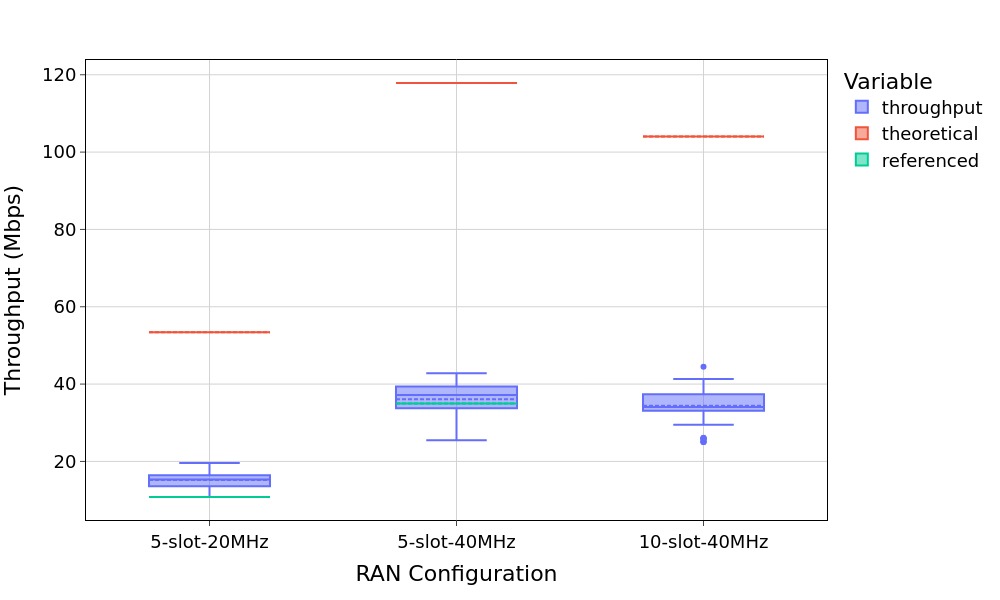 Variable
throughput
theoretical
referenced
Throughput (Mbps)
120
100
80
60
40
20
5-slot-20MHz
5-slot-40MHz
10-slot-40MHz
RAN Configuration